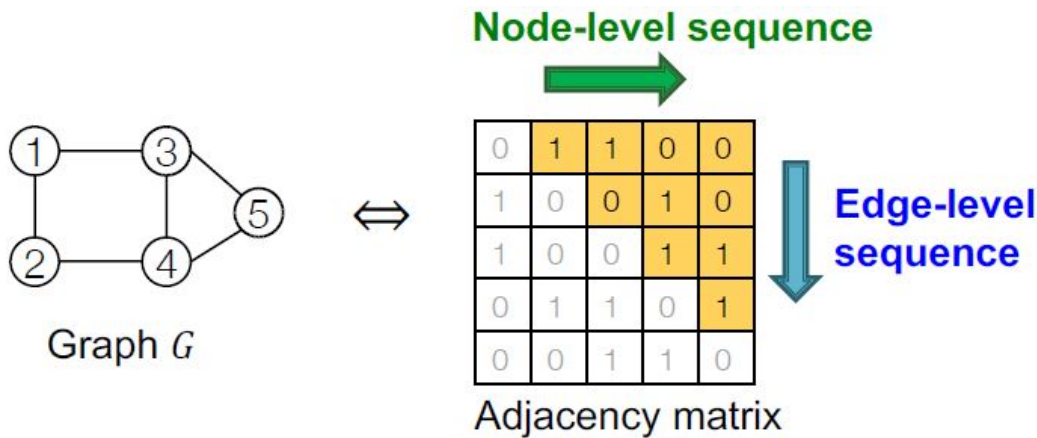 Node-level sequence
1 3
5
2 4
Graph G
⇔
0 1 1 0 0
1 0 0 1 0
1 0 0 1 1
0 1 1 0 1
0 0 1 1 0
Adjacency matrix
Edge-level
sequence